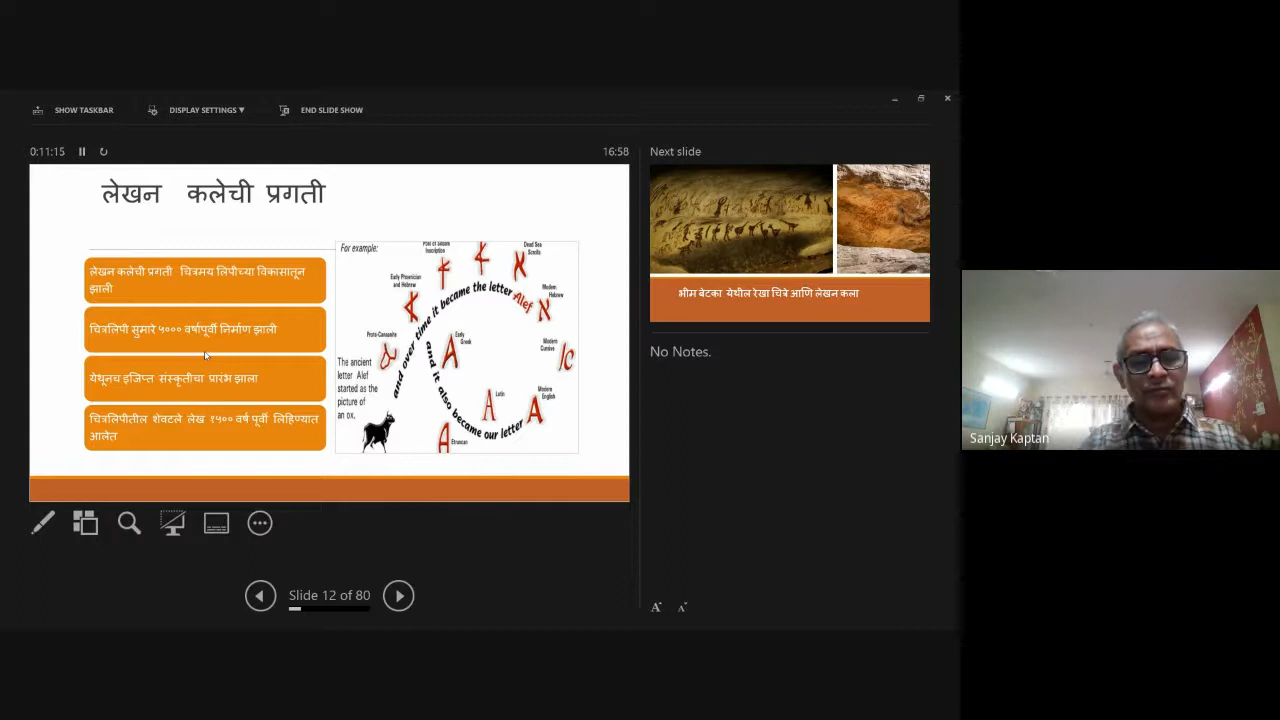 SHOW TASKBAR
DISPLAY SETTINGS ▼
END SLIDE SHOW
0:11:15
16:58
Next slide
लेखन कलेची प्रगती
लेखन कलेची प्रगती चित्रमय लिपीच्या विकासातून
झाली
चित्रलिपी सुमारे ५००० वर्षापूर्वी निर्माण झाली
येथूनच इजिप्त संस्कृतीचा प्रारंभ झाला
चित्रलिपीतील शेवटले लेख १५०० वर्ष पूर्वी लिहिण्यात
आलेत
For example:
Inscription
Dead Sea
Scrolls
Early Phoenician
and Hebrew
Modern
Hebrew
Proto-Canaanite
Early
Greek
Modern
Cursive
Latin
Modern
English
Etruscan
and over time it became the letter Alef
and it also became our letter
The ancient
letter Alef
started as the
picture of
an ox.
भीम बेटका येथील रेखा चित्रे आणि लेखन कला
No Notes.
Slide 12 of 80
Sanjay Kaptan